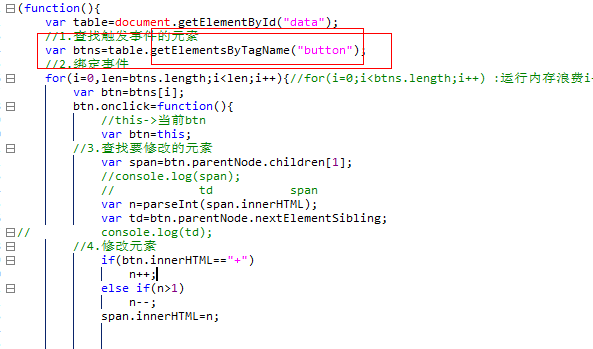 (function(){
var table=document.getElementById("data");
//1.查找触发事件的元素
var btns=table.getElementsByTagName("button");
//2.绑定事件
for(i=0,len=btns.length;i<len;i++){//for(i=0;i<btns.length;i++) :运行内存浪费i
var btn=btns[i];
btn.onclick=function(){
//this->当前btn
var btn=this;
//3.查找要修改的元素
var span=btn.parentNode.children[1];
//console.log(span);
// td span
var n=parseInt(span.innerHTML);
var td=btn.parentNode.nextElementSibling;
// console.log(td);
//4.修改元素
if(btn.innerHTML=="+")
n++;
else if(n>1)
n--;
span.innerHTML=n;